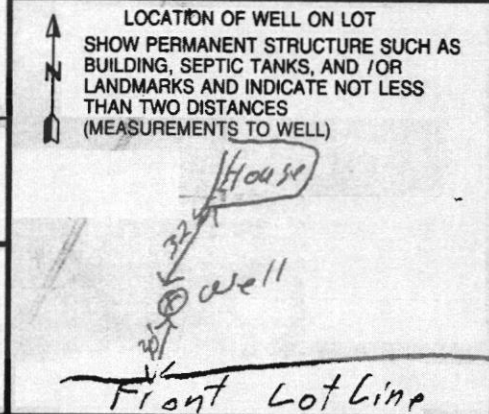 LOCATION OF WELL ON LOT
SHOW PERMANENT STRUCTURE SUCH AS
BUILDING, SEPTIC TANKS, AND /OR
LANDMARKS AND INDICATE NOT LESS
THAN TWO DISTANCES
(MEASUREMENTS TO WELL)
N
House
32'
Well
20'
Front Lot Line